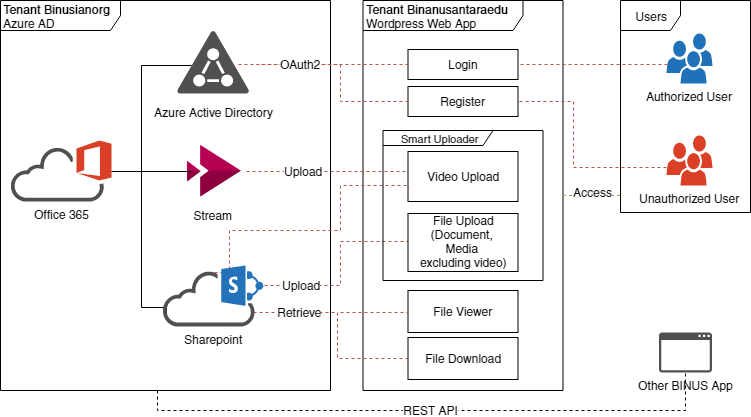 Tenant Binusianorg
Azure AD
Tenant Binanusantaraedu
Wordpress Web App
Users
OAuth2
Login
Register
Azure Active Directory
Authorized User
Smart Uploader
Office 365
Stream
Upload
Video Upload
Unauthorized User
Access
File Upload
(Document,
Media
excluding video)
S
Upload
Sharepoint
Retrieve
File Viewer
File Download
Other BINUS App
REST API